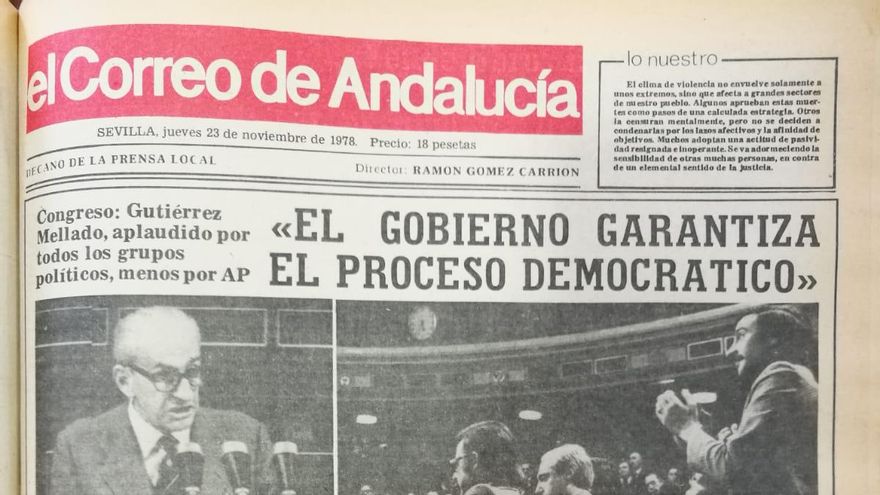 el Correo de Andalucía
SEVILLA, jueves 23 de noviembre de 1978. Precio: 18 pesetas
DECANO DE LA PRENSA LOCAL
Director: RAMON GOMEZ CARRION
lo nuestro
El clima de violencia no envuelve solamente a
unos extremos, sino que afecta a grandes sectores
de nuestro pueblo. Algunos aprueban estas muer-
tes como pasos de una calculada estrategia. Otros
las censuran mentalmente, pero no se deciden a
condenarlas por los lazos afectivos y la afinidad de
objetivos. Muchos adoptan una actitud de pasivi-
dad resignada e inoperante. Se va adormeciendo la
sensibilidad de otras muchas personas, en contra
de un elemental sentido de la justicia.
Congreso: Gutiérrez
Mellado, aplaudido por
todos los grupos
políticos, menos por AP
«EL GOBIERNO GARANTIZA
EL PROCESO DEMOCRATICO»